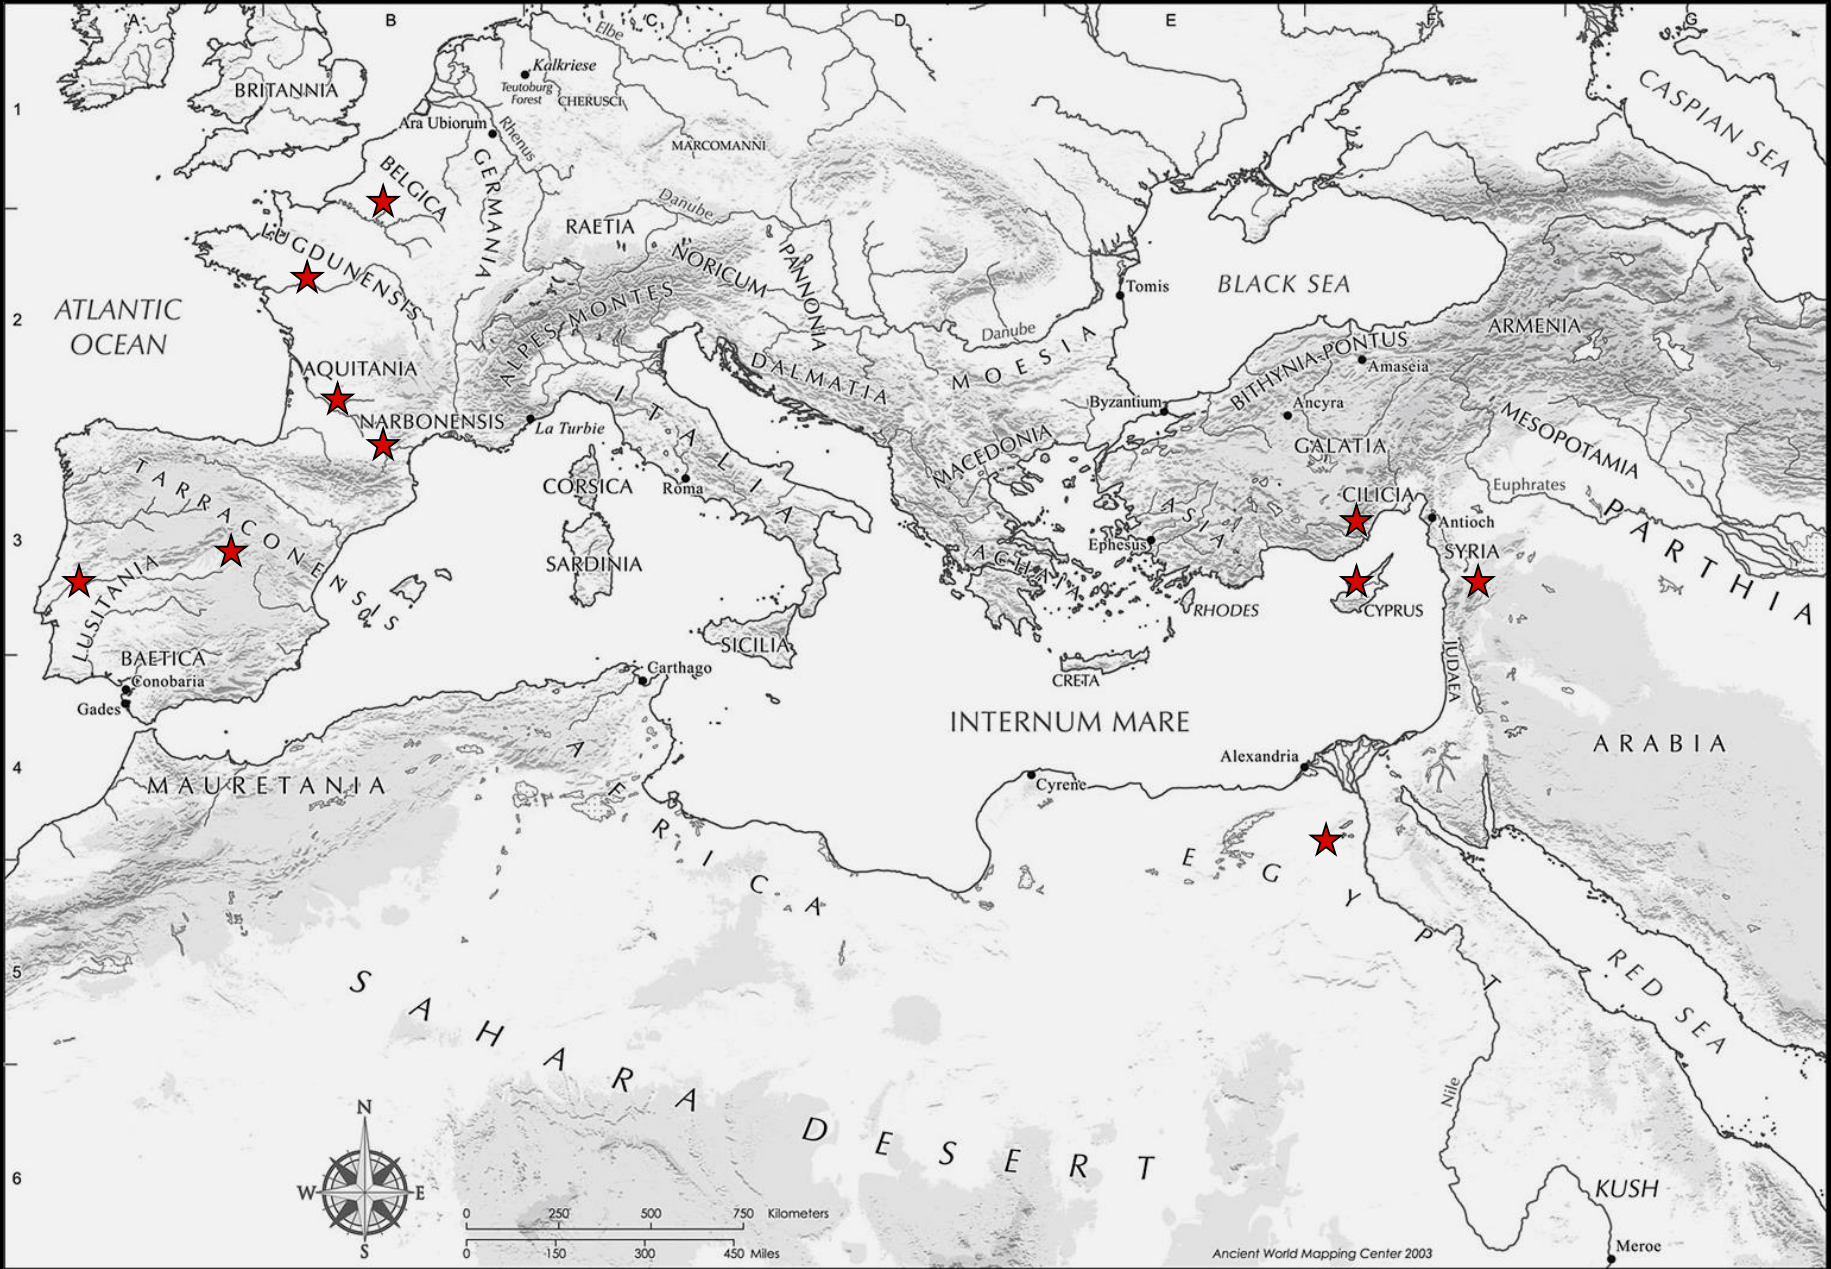 A
B
C
D
E
F
G
1
2
3
4
5
6
BRITANNIA
Elbe
Kalkriese
Teutoburg
Forest
CHERUSCI
Ara Ubiorum
Rhenus
MARCOMANNI
CASPIAN SEA
BELGICA
GERMANIA
LUGDUNENSIS
RAETIA
Danube
NORICUM
PANNONIA
ALPES MONTES
ATLANTIC
OCEAN
Tomis
BLACK SEA
Danube
MOESIA
ARMENIA
BITHYNIA-PONTUS
Amaseia
AQUITANIA
NARBONENSIS
La Turbie
ITALIA
DALMATIA
Byzantium
Ancyra
GALATIA
MESOPOTAMIA
MACEDONIA
TARRACONENSIS
CORSICA
Roma
Euphrates
CILICIA
ASIA
Antioch
PARTHIA
Ephesus
ACHAIA
SARDINIA
SYRIA
LUSITANIA
RHODES
CYPRUS
SICILIA
BAETICA
Conobaria
Gades
Carthago
CRETA
IUDAEA
INTERNUM MARE
ARABIA
Alexandria
Cyrene
MAURETANIA
AFRICA
EGYPT
RED SEA
SAHARA DESERT
Nile
KUSH
Meroe
N
W
E
S
0 250 500 750 Kilometers
0 150 300 450 Miles
Ancient World Mapping Center 2003